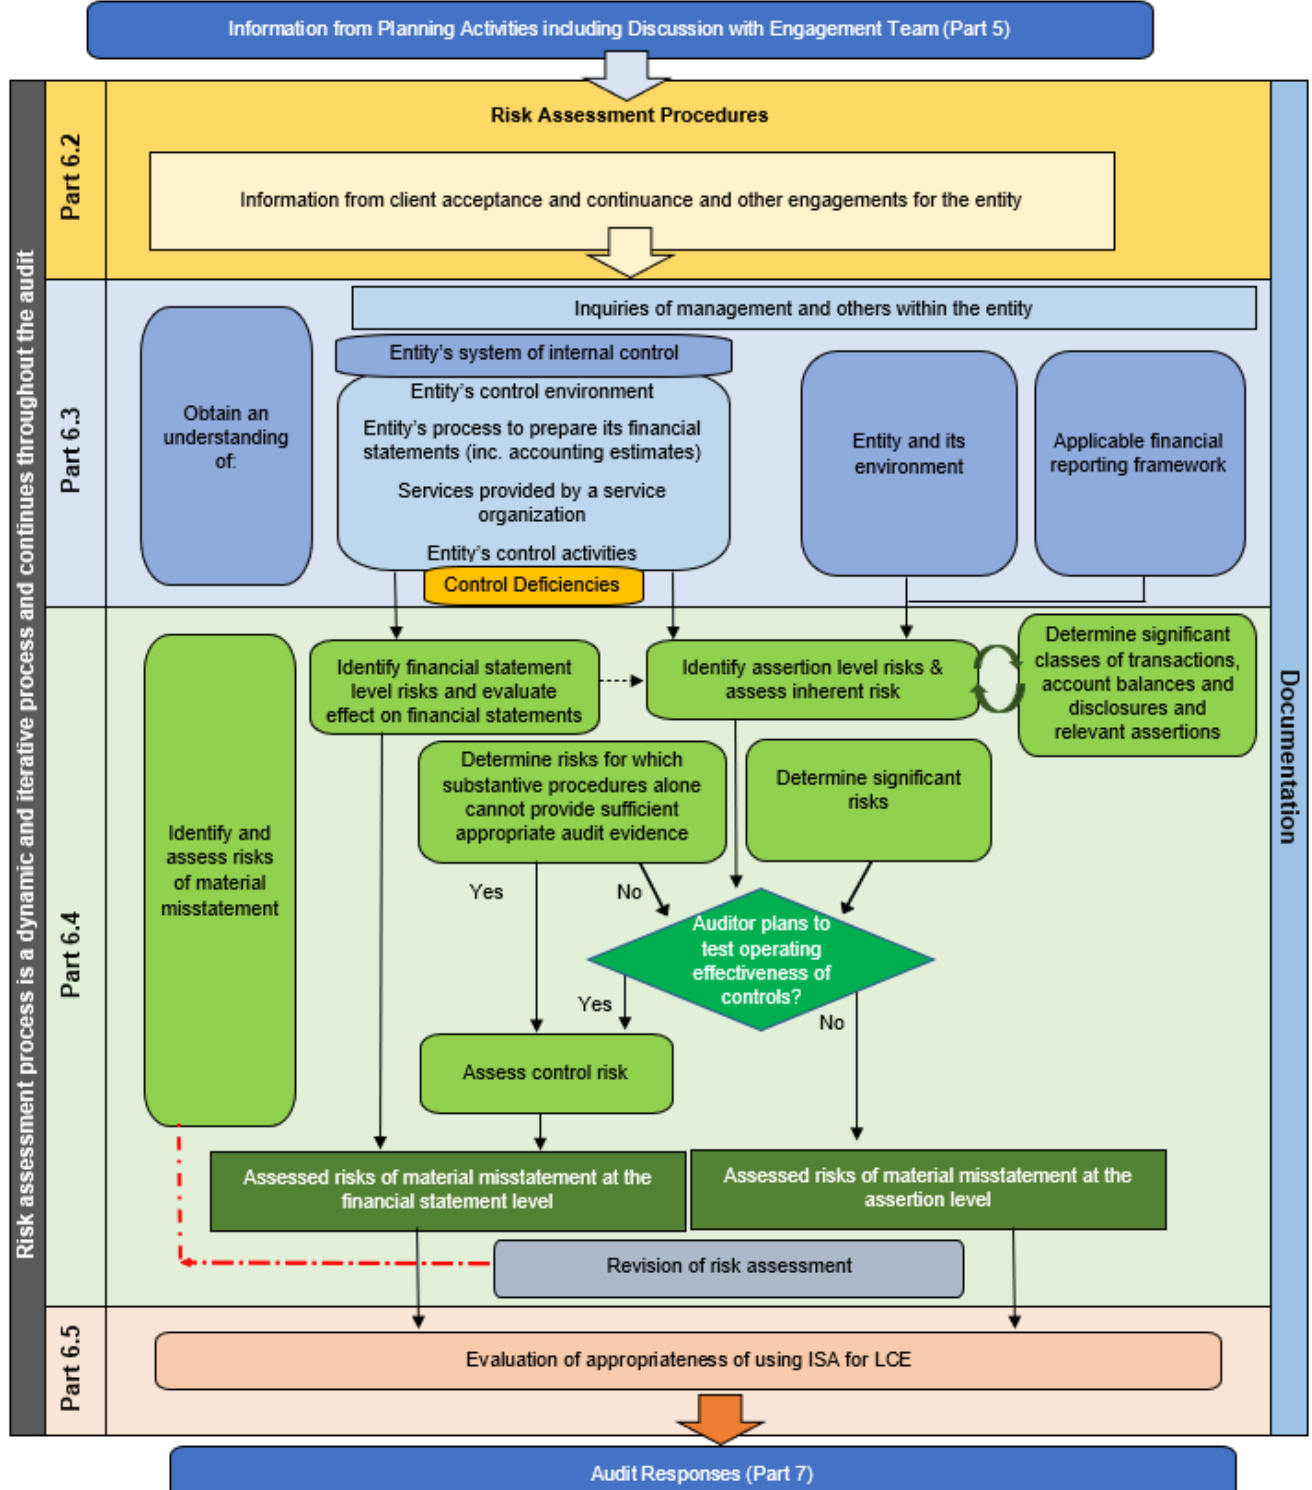 Information from Planning Activities including Discussion with Engagement Team (Part 5)
Risk assessment process is a dynamic and iterative process and continues throughout the audit
Part 6.2
Risk Assessment Procedures
Information from client acceptance and continuance and other engagements for the entity
Part 6.3
Inquiries of management and others within the entity
Obtain an
understanding
of:
Entity's system of internal control
Entity's control environment
Entity's process to prepare its financial
statements (inc. accounting estimates)
Services provided by a service
organization
Entity's control activities
Control Deficiencies
Entity and its
environment
Applicable financial
reporting framework
Part 6.4
Identify and
assess risks
of material
misstatement
Identify financial statement
level risks and evaluate
effect on financial statements
Identify assertion level risks &
assess inherent risk
Determine significant
classes of transactions,
account balances and
disclosures and
relevant assertions
Determine risks for which
substantive procedures alone
cannot provide sufficient
appropriate audit evidence
Determine significant
risks
Yes
No
Auditor plans to
test operating
effectiveness of
controls?
Yes
No
Assess control risk
Assessed risks of material misstatement at the
financial statement level
Assessed risks of material misstatement at the
assertion level
Revision of risk assessment
Documentation
Part 6.5
Evaluation of appropriateness of using ISA for LCE
Audit Responses (Part 7)